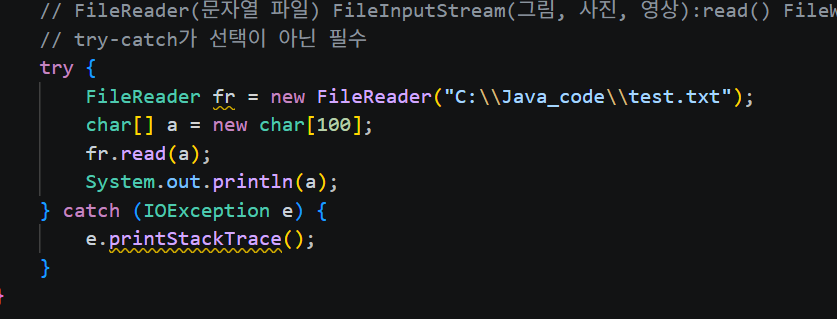 // FileReader(문자열 파일) FileInputStream(그림, 사진, 영상):read() FileW
// try-catch가 선택이 아닌 필수
try {
FileReader fr = new FileReader("C:\\Java_code\\test.txt");
char[] a = new char[100];
fr.read(a);
System.out.println(a);
} catch (IOException e) {
e.printStackTrace();
}
}